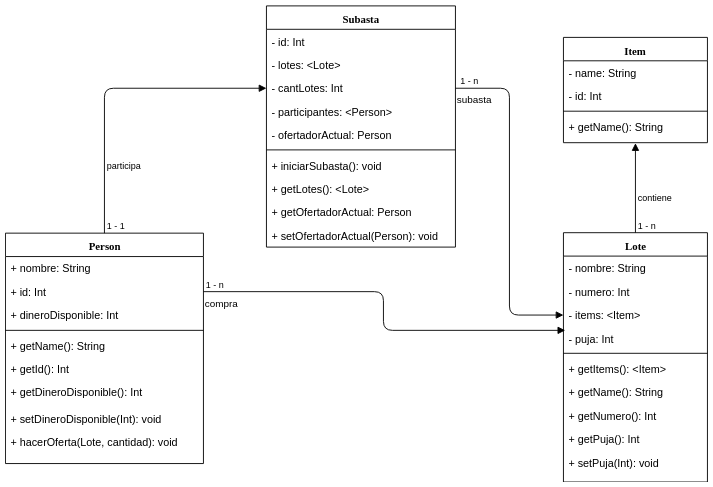 Subasta
- id: Int
- lotes: <Lote>
- cantLotes: Int
- participantes: <Person>
- ofertadorActual: Person
+ iniciarSubasta(): void
+ getLotes(): <Lote>
+ getOfertadorActual: Person
+ setOfertadorActual(Person): void
Item
- name: String
- id: Int
+ getName(): String
1 - n
subasta
participa
1 - 1
contiene
1 - n
Person
+ nombre: String
+ id: Int
+ dineroDisponible: Int
+ getName(): String
+ getId(): Int
+ getDineroDisponible(): Int
+ setDineroDisponible(Int): void
+ hacerOferta(Lote, cantidad): void
1 - n
compra
Lote
- nombre: String
- numero: Int
- items: <Item>
- puja: Int
+ getItems(): <Item>
+ getName(): String
+ getNumero(): Int
+ getPuja(): Int
+ setPuja(Int): void